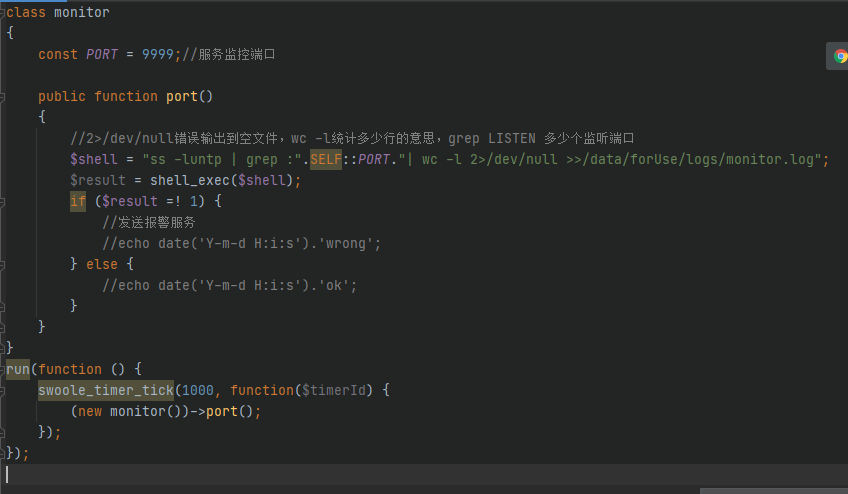 class monitor
{
    const PORT = 9999;//服务监控端口

    public function port()
    {
        //2>/dev/null错误输出到空文件，wc -l统计多少行的意思，grep LISTEN 多少个监听端口
        $shell = "ss -luntp | grep :".SELF::PORT."| wc -l 2>/dev/null >>/data/forUse/logs/monitor.log";
        $result = shell_exec($shell);
        if ($result =! 1) {
            //发送报警服务
            //echo date('Y-m-d H:i:s').'wrong';
        } else {
            //echo date('Y-m-d H:i:s').'ok';
        }
    }
}
run(function () {
    swoole_timer_tick(1000, function($timerId) {
        (new monitor())->port();
    });
});